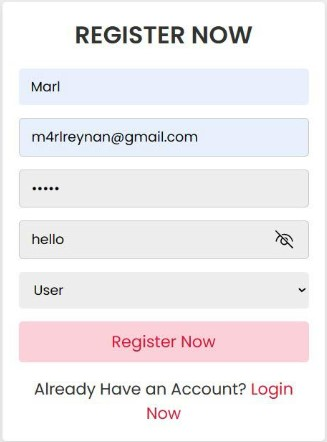 REGISTER NOW
Marl
m4rlreynan@gmail.com
•••••
hello
User
Register Now
Already Have an Account? Login
Now